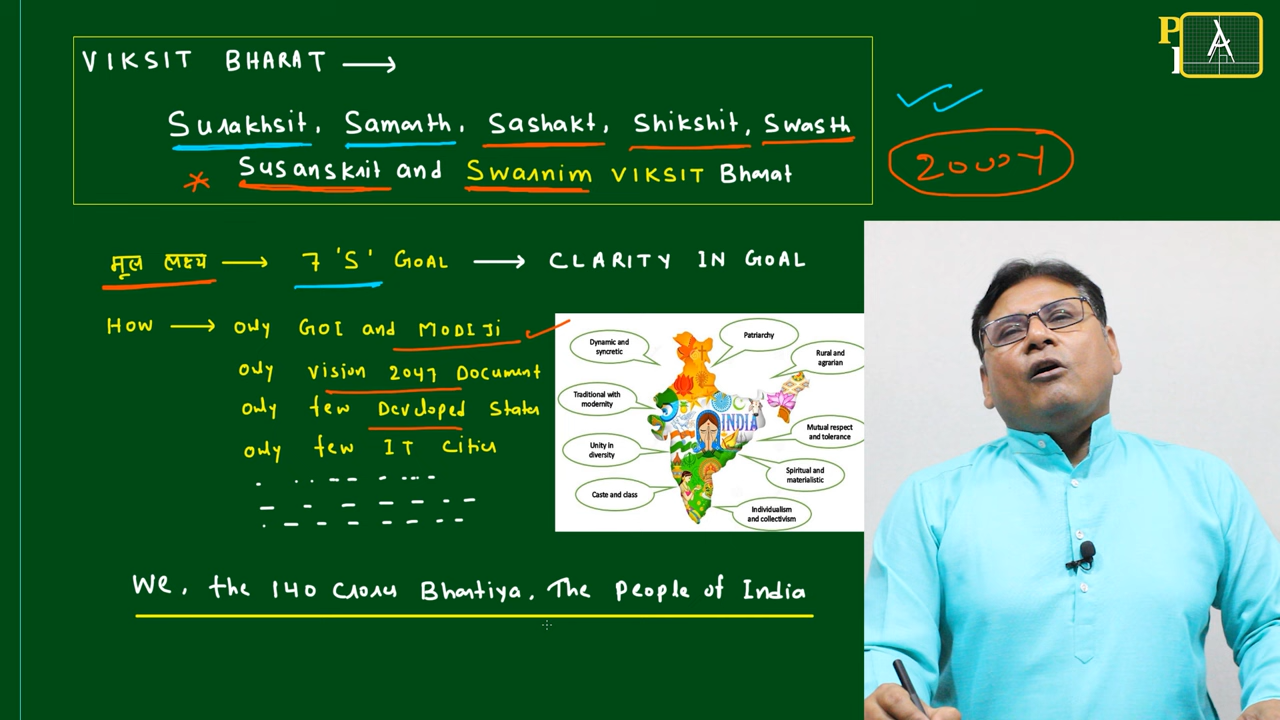 VIKSIT BHARAT →
Surakhsit, Samarth, Sashakt, Shikshit, Swasth
* Susanskrit and Swarnim VIKSIT Bharat
मूल लक्ष्य → 7 'S' GOAL → CLARITY IN GOAL
How → only GOI and MODI Ji
only Vision 2047 Document
only few Devloped States
only few IT Cities
We, the 140 Crores Bhartiya, The People of India
Dynamic and
syncretic
Patriarchy
Rural and
agrarian
Traditional with
modernity
INDIA
Mutual respect
and tolerance
Unity in
diversity
Spiritual and
materialistic
Caste and class
Individualism
and collectivism
P
A